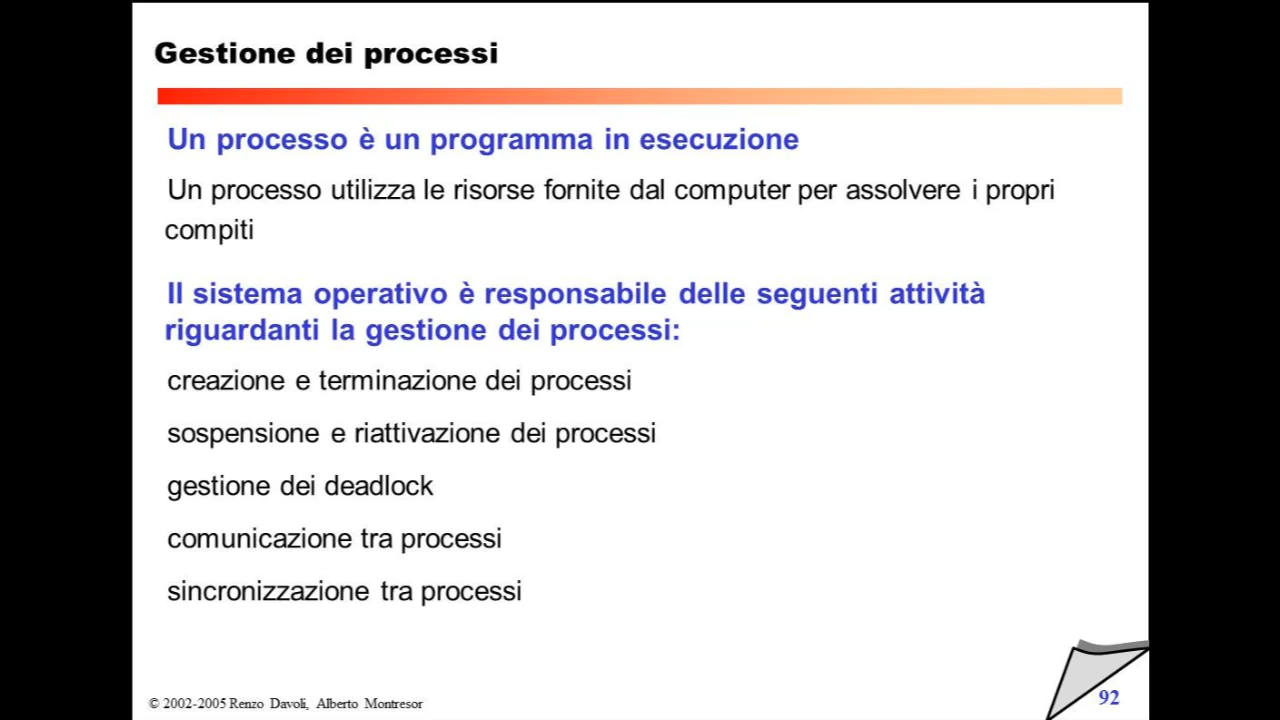 Gestione dei processi
Un processo è un programma in esecuzione
Un processo utilizza le risorse fornite dal computer per assolvere i propri
compiti
Il sistema operativo è responsabile delle seguenti attività
riguardanti la gestione dei processi:
creazione e terminazione dei processi
sospensione e riattivazione dei processi
gestione dei deadlock
comunicazione tra processi
sincronizzazione tra processi
© 2002-2005 Renzo Davoli, Alberto Montresor
92